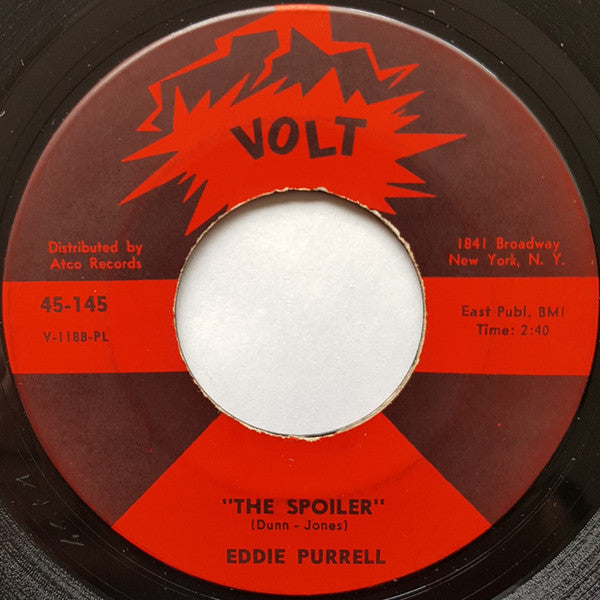 VOLT
Distributed by
Atco Records
1841 Broadway
New York, N. Y.
45-145
V-118B-PL
East Publ. BMI
Time: 2:40
"THE SPOILER"
(Dunn - Jones)
EDDIE PURRELL